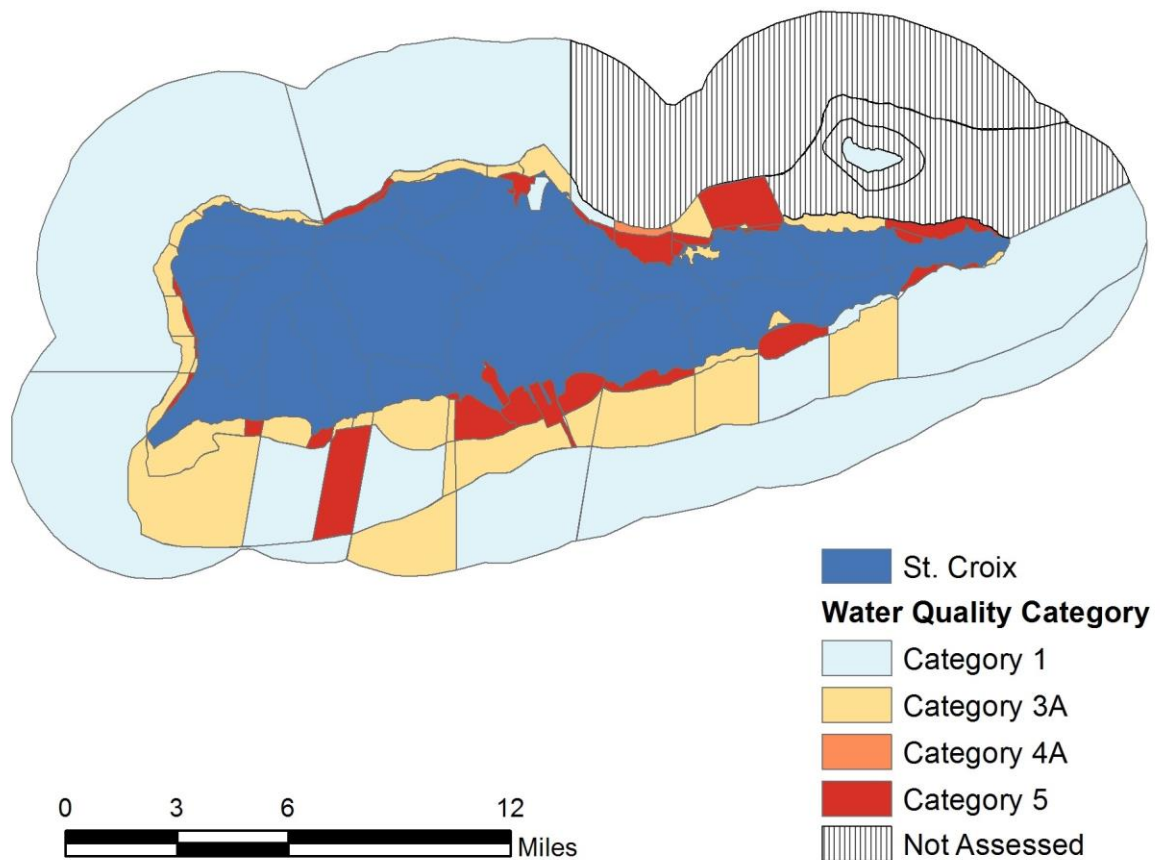 St. Croix
Water Quality Category
Category 1
Category 3A
Category 4A
Category 5
Not Assessed
0 3 6 12
Miles